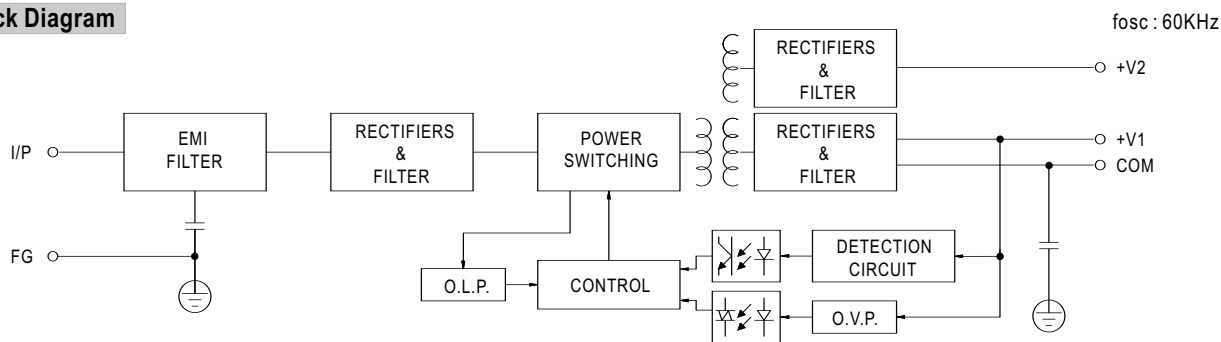 ck Diagram
fosc : 60KHz
RECTIFIERS
&
FILTER
+V2
I/P
EMI
FILTER
RECTIFIERS
&
FILTER
POWER
SWITCHING
RECTIFIERS
&
FILTER
+V1
COM
FG
O.L.P.
CONTROL
DETECTION
CIRCUIT
O.V.P.